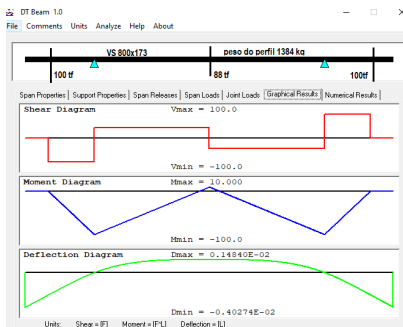 DT Beam 1.0
File Comments Units Analyze Help About
VS 800x173 peso do perfil 1384 kg
100 tf 88 tf 100tf
Span Properties Support Properties Span Releases Span Loads Joint Loads Graphical Results Numerical Results
Shear Diagram Vmax = 100.0
Vmin = -100.0
Moment Diagram Mmax = 10.000
Mmin = -100.0
Deflection Diagram Dmax = 0.14840E-02
Dmin = -0.40274E-02
Units: Shear = [F] Moment = [F*L] Deflection = [L]